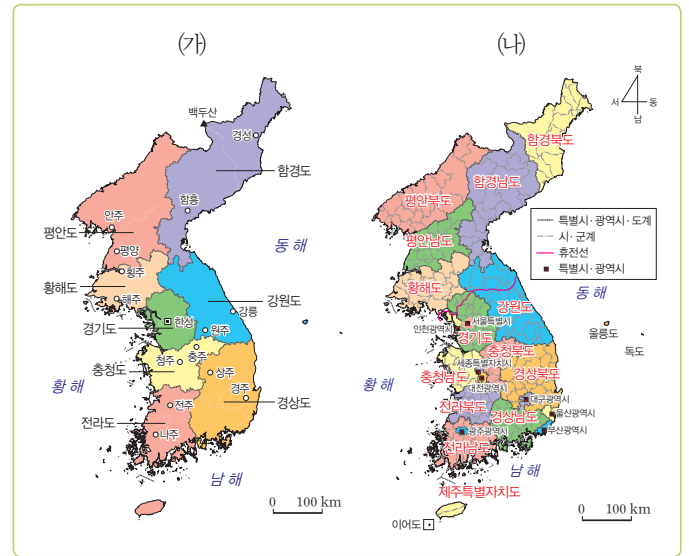 (가)
백두산
경성
함경도
함흥
안주
평안도
평양
동 해
황주
황해도
해주
강원도
강릉
한성
경기도
원주
충주
청주
충청도
상주
황 해
경주
전주
경상도
전라도
나주
남 해
0 100 km
(나)
북
서 동
남
함경북도
함경남도
평안북도
특별시·광역시·도계
시·군계
휴전선
특별시·광역시
평안남도
황해도
동 해
강원도
서울특별시
인천광역시
경기도
울릉도
독도
충청북도
세종특별자치시
충청남도
경상북도
황 해
대전광역시
대구광역시
전라북도
경상남도
울산광역시
광주광역시
부산광역시
전라남도
남 해
제주특별자치도
이어도
0 100 km